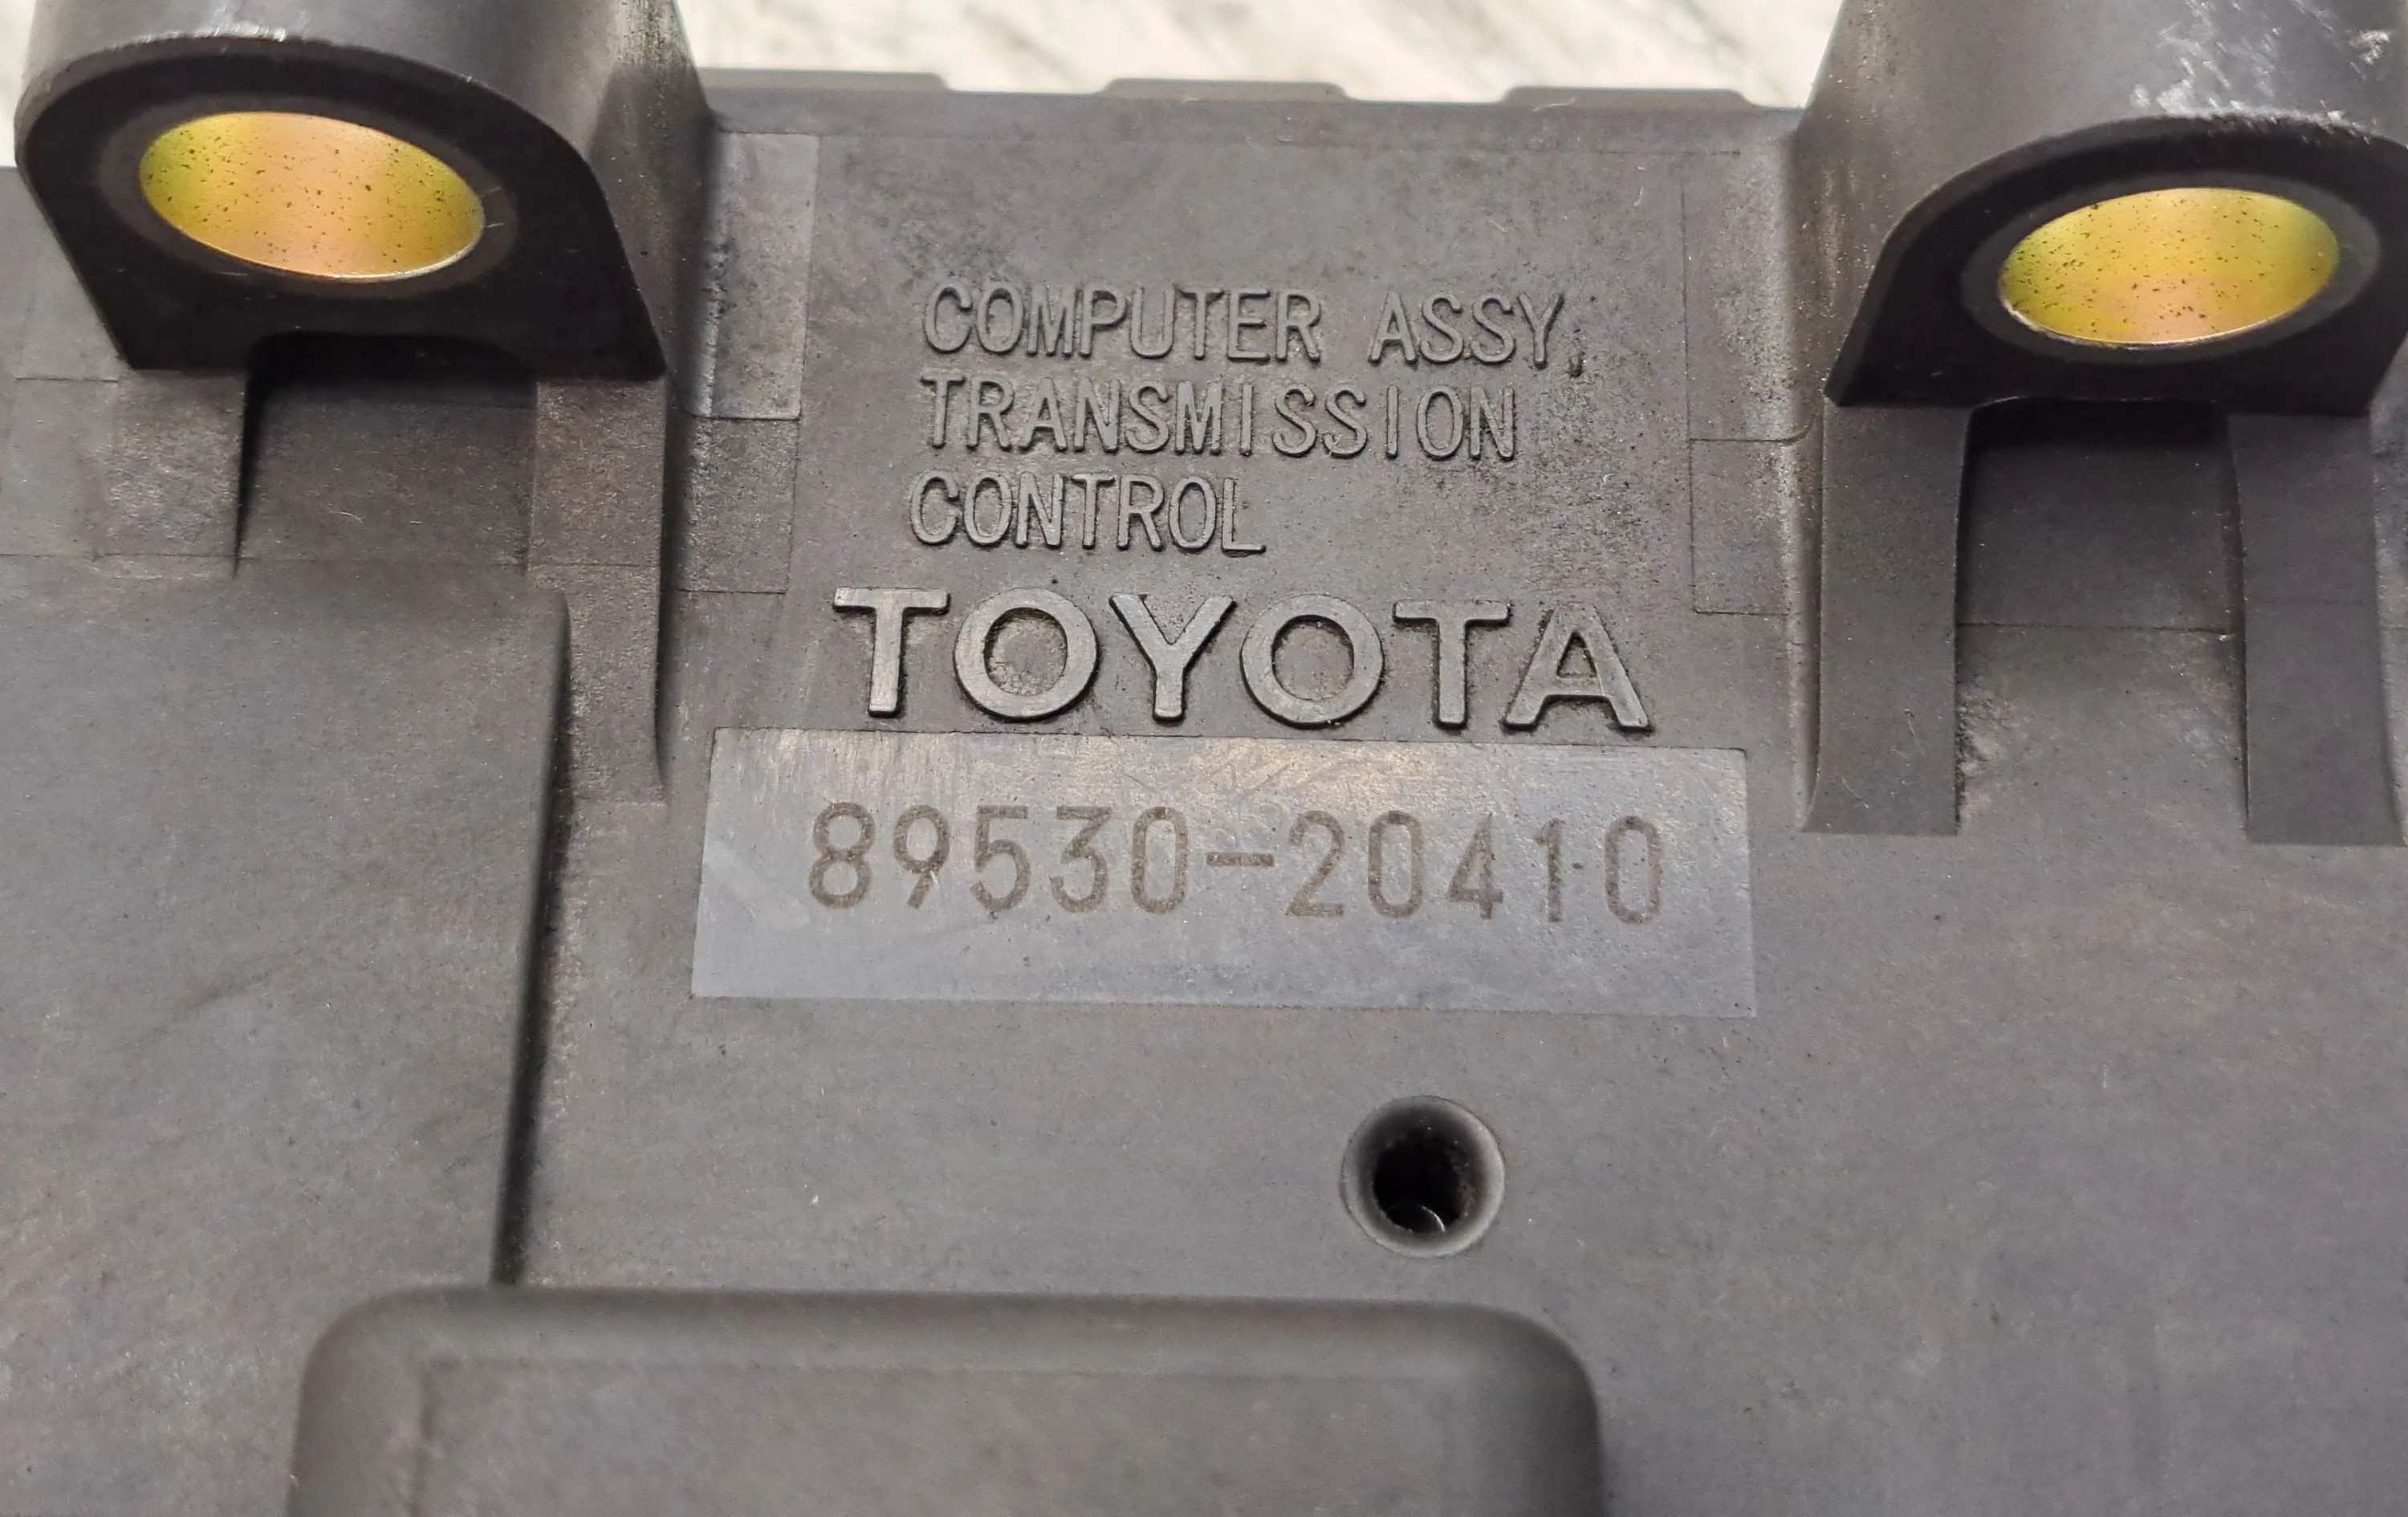 COMPUTER ASSY,
TRANSMISSION
CONTROL
TOYOTA
89530-20410